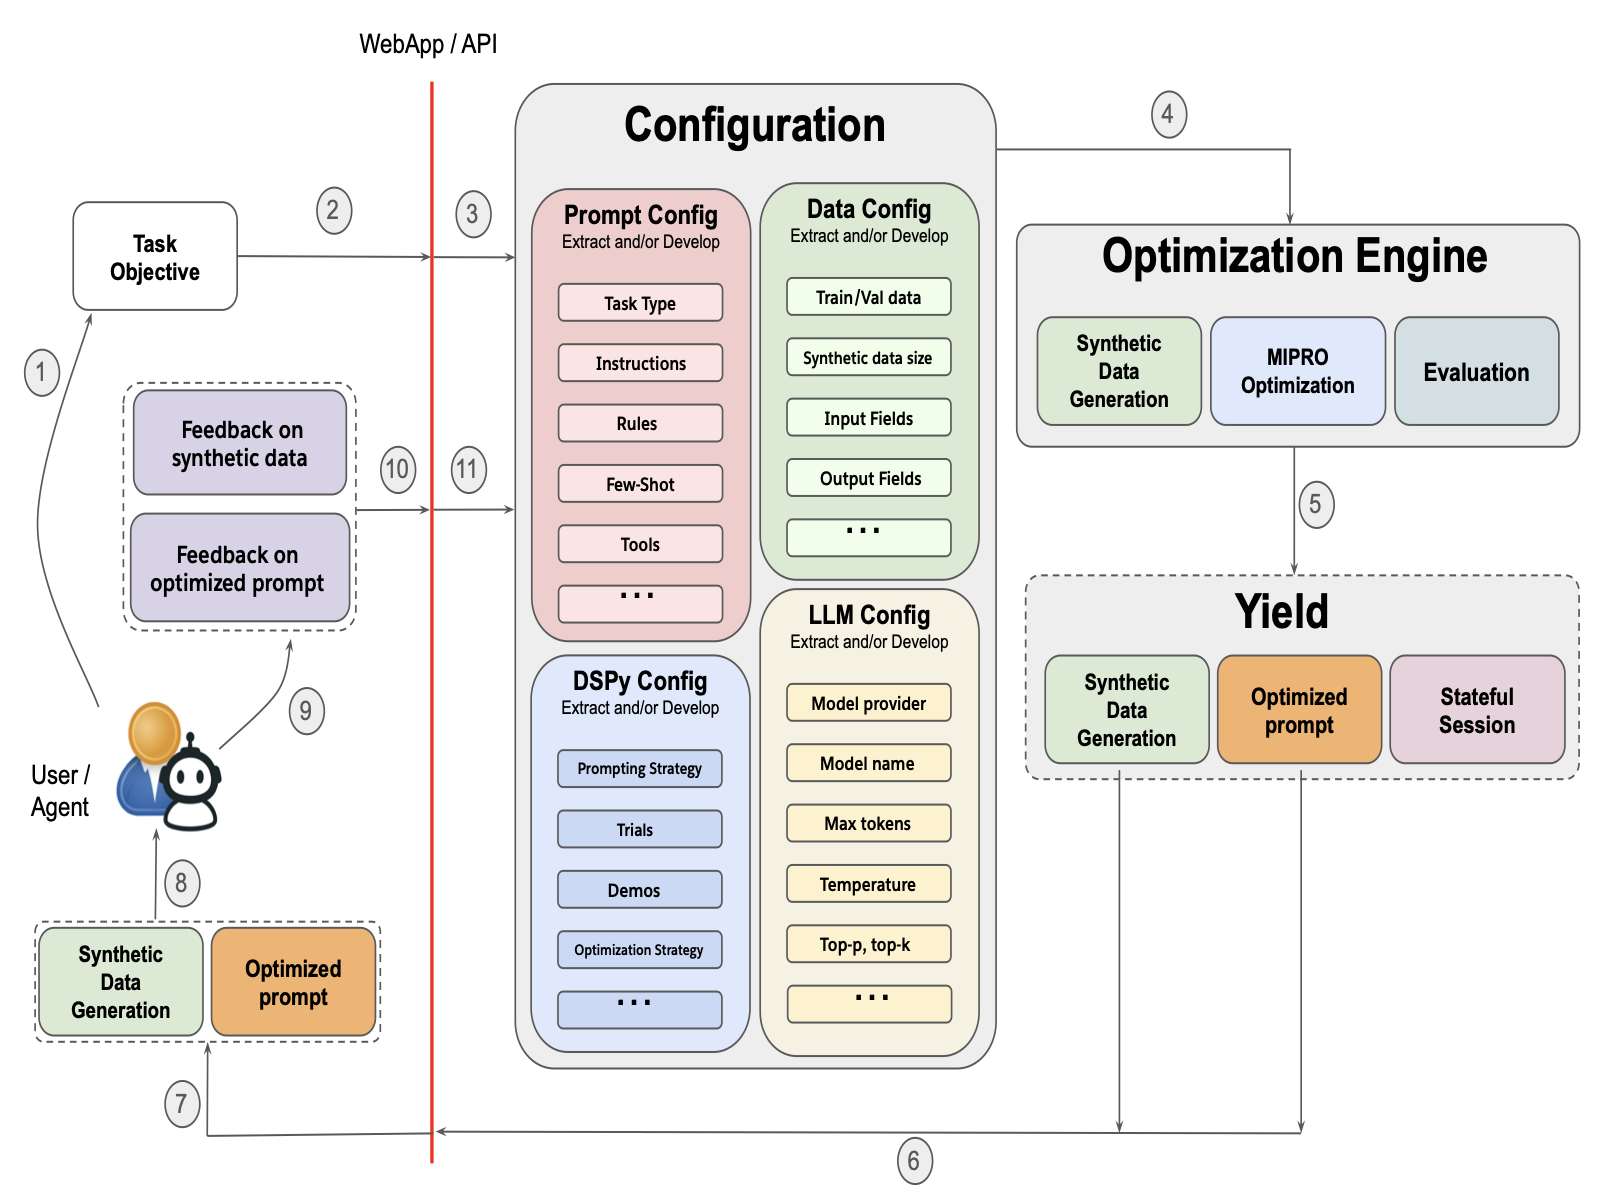 WebApp / API
Configuration
4
2
3
Prompt Config
Extract and/or Develop
Task Type
Instructions
Rules
Few-Shot
Tools
...
Data Config
Extract and/or Develop
Train/Val data
Synthetic data size
Input Fields
Output Fields
...
DSPy Config
Extract and/or Develop
Prompting Strategy
Trials
Demos
Optimization Strategy
...
LLM Config
Extract and/or Develop
Model provider
Model name
Max tokens
Temperature
Top-p, top-k
...
Task
Objective
1
Feedback on
synthetic data
Feedback on
optimized prompt
10
11
9
User /
Agent
8
Synthetic
Data
Generation
Optimized
prompt
7
Optimization Engine
Synthetic
Data
Generation
MIPRO
Optimization
Evaluation
5
Yield
Synthetic
Data
Generation
Optimized
prompt
Stateful
Session
6